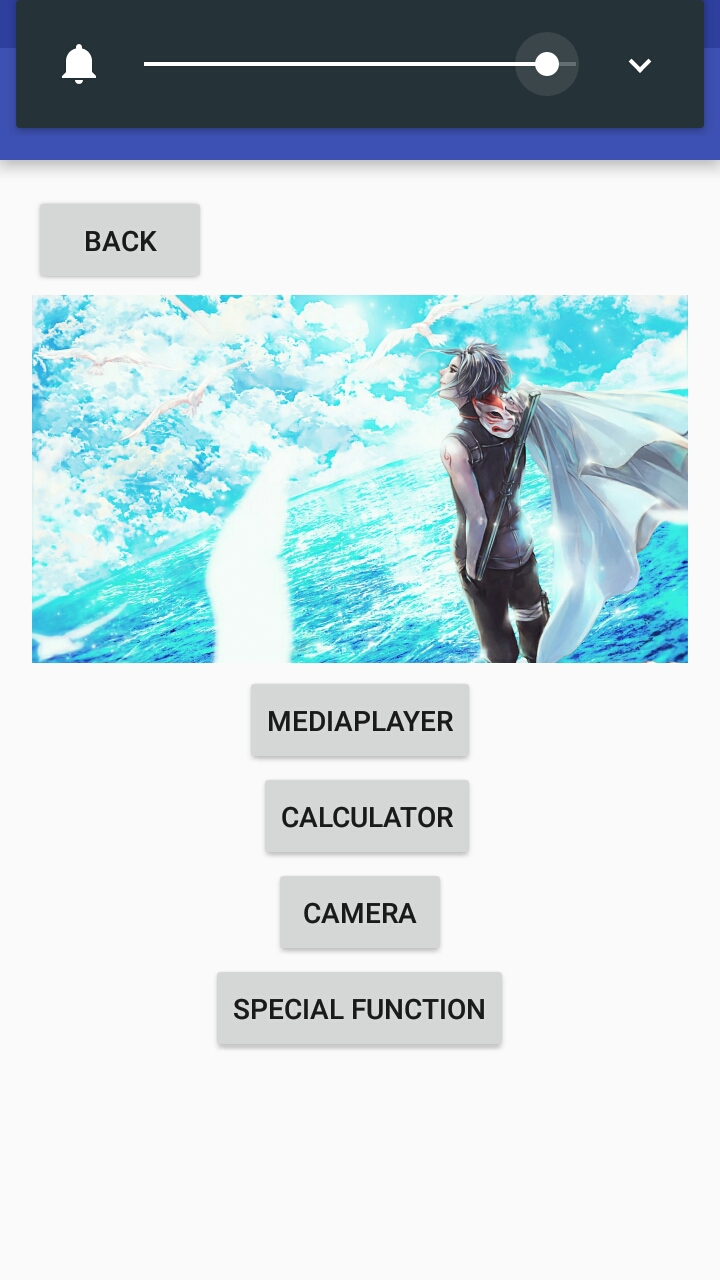 BACK
MEDIAPLAYER
CALCULATOR
CAMERA
SPECIAL FUNCTION